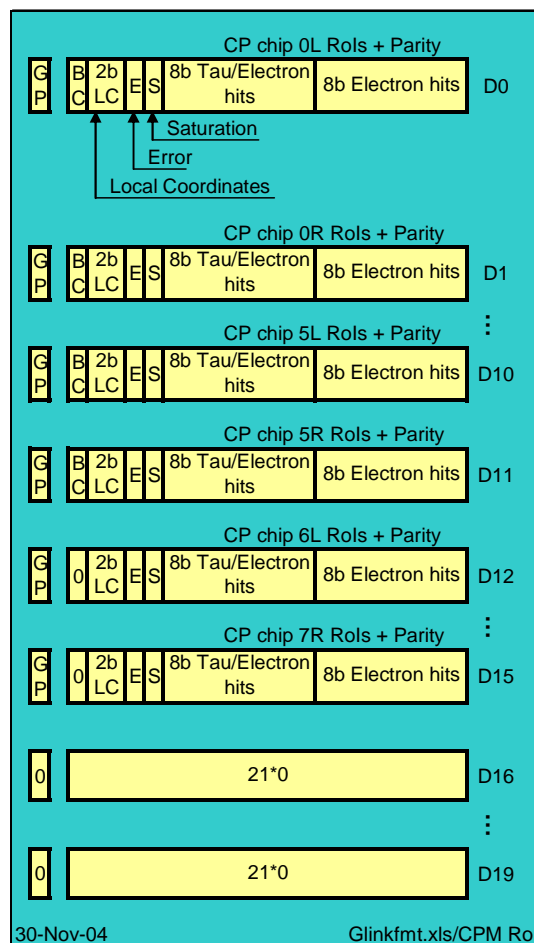 CP chip 0L RoIs + Parity
G P B C 2b LC E S 8b Tau/Electron hits 8b Electron hits D0
Saturation
Error
Local Coordinates
CP chip 0R RoIs + Parity
G P B C 2b LC E S 8b Tau/Electron hits 8b Electron hits D1
...
CP chip 5L RoIs + Parity
G P B C 2b LC E S 8b Tau/Electron hits 8b Electron hits D10
CP chip 5R RoIs + Parity
G P B C 2b LC E S 8b Tau/Electron hits 8b Electron hits D11
CP chip 6L RoIs + Parity
G P 0 2b LC E S 8b Tau/Electron hits 8b Electron hits D12
...
CP chip 7R RoIs + Parity
G P 0 2b LC E S 8b Tau/Electron hits 8b Electron hits D15
0 21*0 D16
...
0 21*0 D19
30-Nov-04 Glinkfmt.xls/CPM Ro